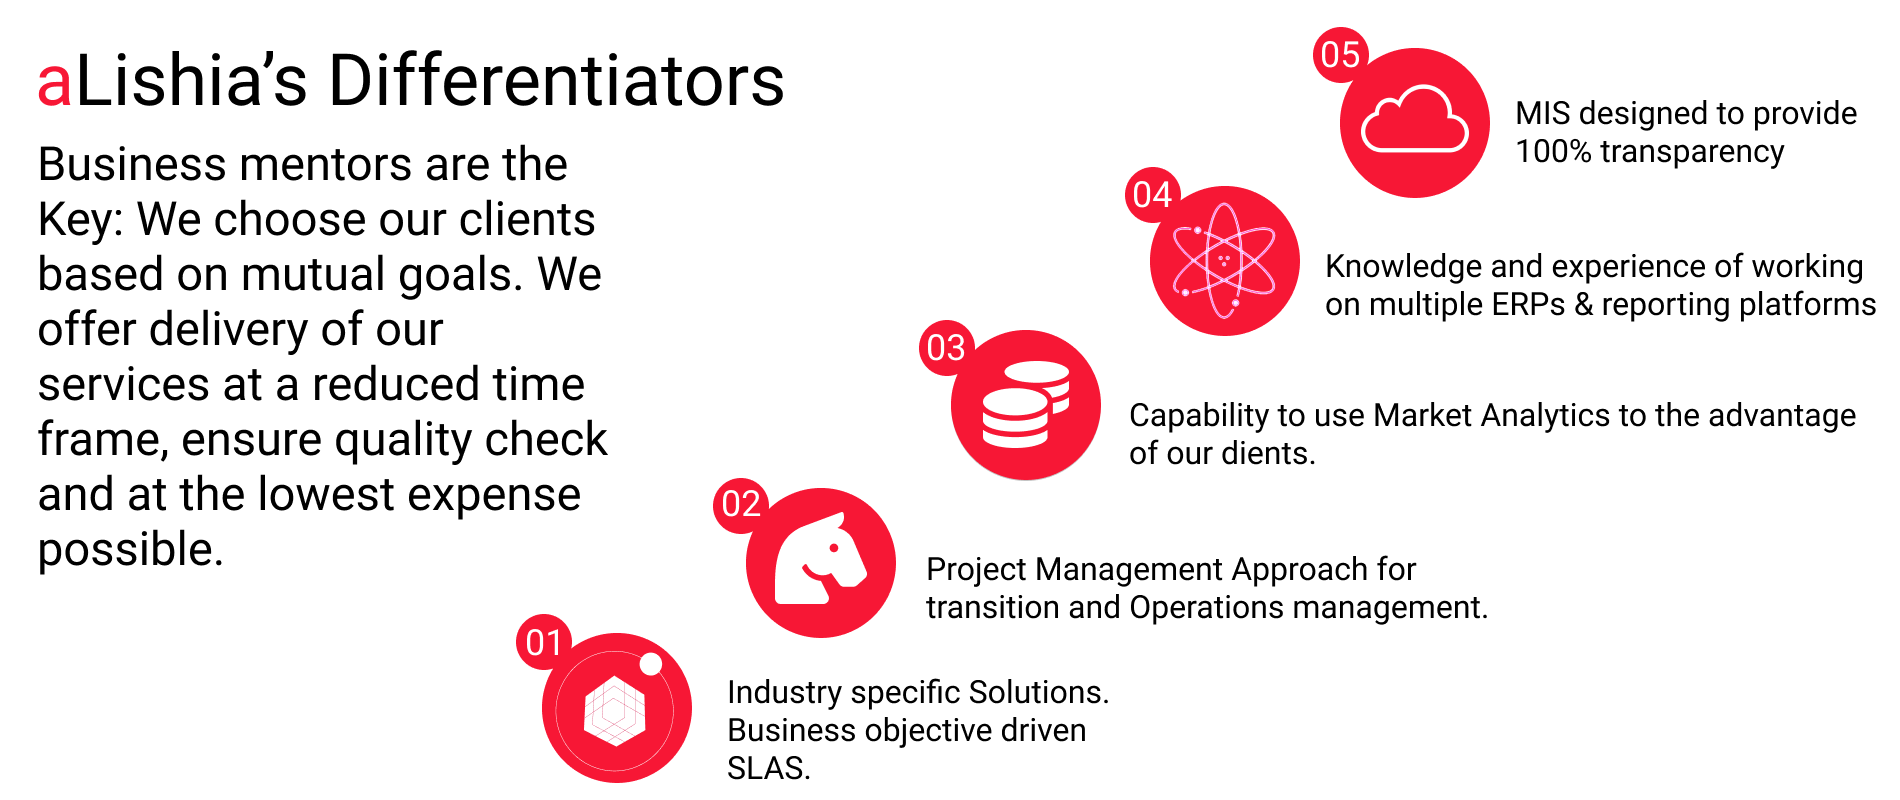 aLishia’s Differentiators
Business mentors are the
Key: We choose our clients
based on mutual goals. We
offer delivery of our
services at a reduced time
frame, ensure quality check
and at the lowest expense
possible.
05
MIS designed to provide
100% transparency
04
Knowledge and experience of working
on multiple ERPs & reporting platforms
03
Capability to use Market Analytics to the advantage
of our dients.
02
Project Management Approach for
transition and Operations management.
01
Industry specific Solutions.
Business objective driven
SLAS.